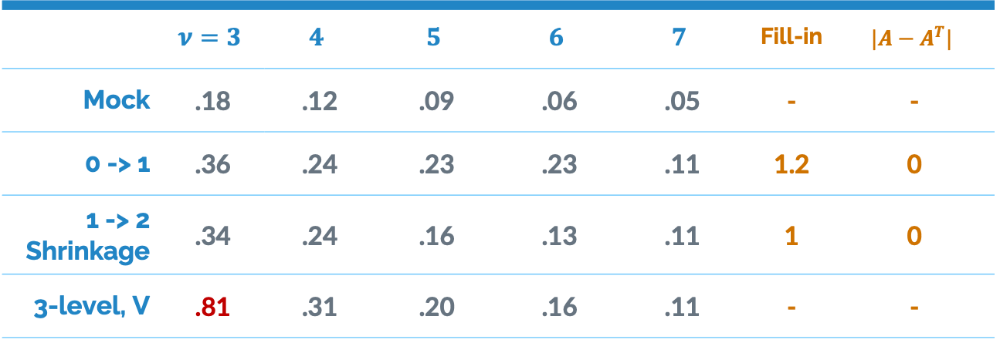 ν = 3 4 5 6 7 Fill-in |A − Aᵀ|
Mock .18 .12 .09 .06 .05 - -
0 -> 1 .36 .24 .23 .23 .11 1.2 0
1 -> 2
Shrinkage .34 .24 .16 .13 .11 1 0
3-level, V .81 .31 .20 .16 .11 - -